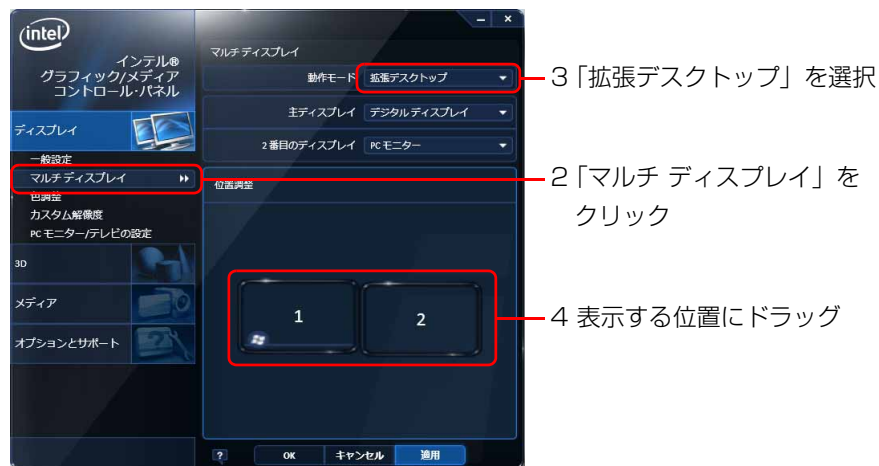 intel
インテル®
グラフィック/メディア
コントロール・パネル
ディスプレイ
一般設定
マルチ ディスプレイ
色調整
カスタム解像度
PC モニター/テレビの設定
3D
メディア
オプションとサポート
マルチ ディスプレイ
動作モード 拡張デスクトップ
主ディスプレイ デジタル ディスプレイ
2 番目のディスプレイ PC モニター
位置調整
1 2
? OK キャンセル 適用
3「拡張デスクトップ」を選択
2「マルチ ディスプレイ」を
クリック
4 表示する位置にドラッグ